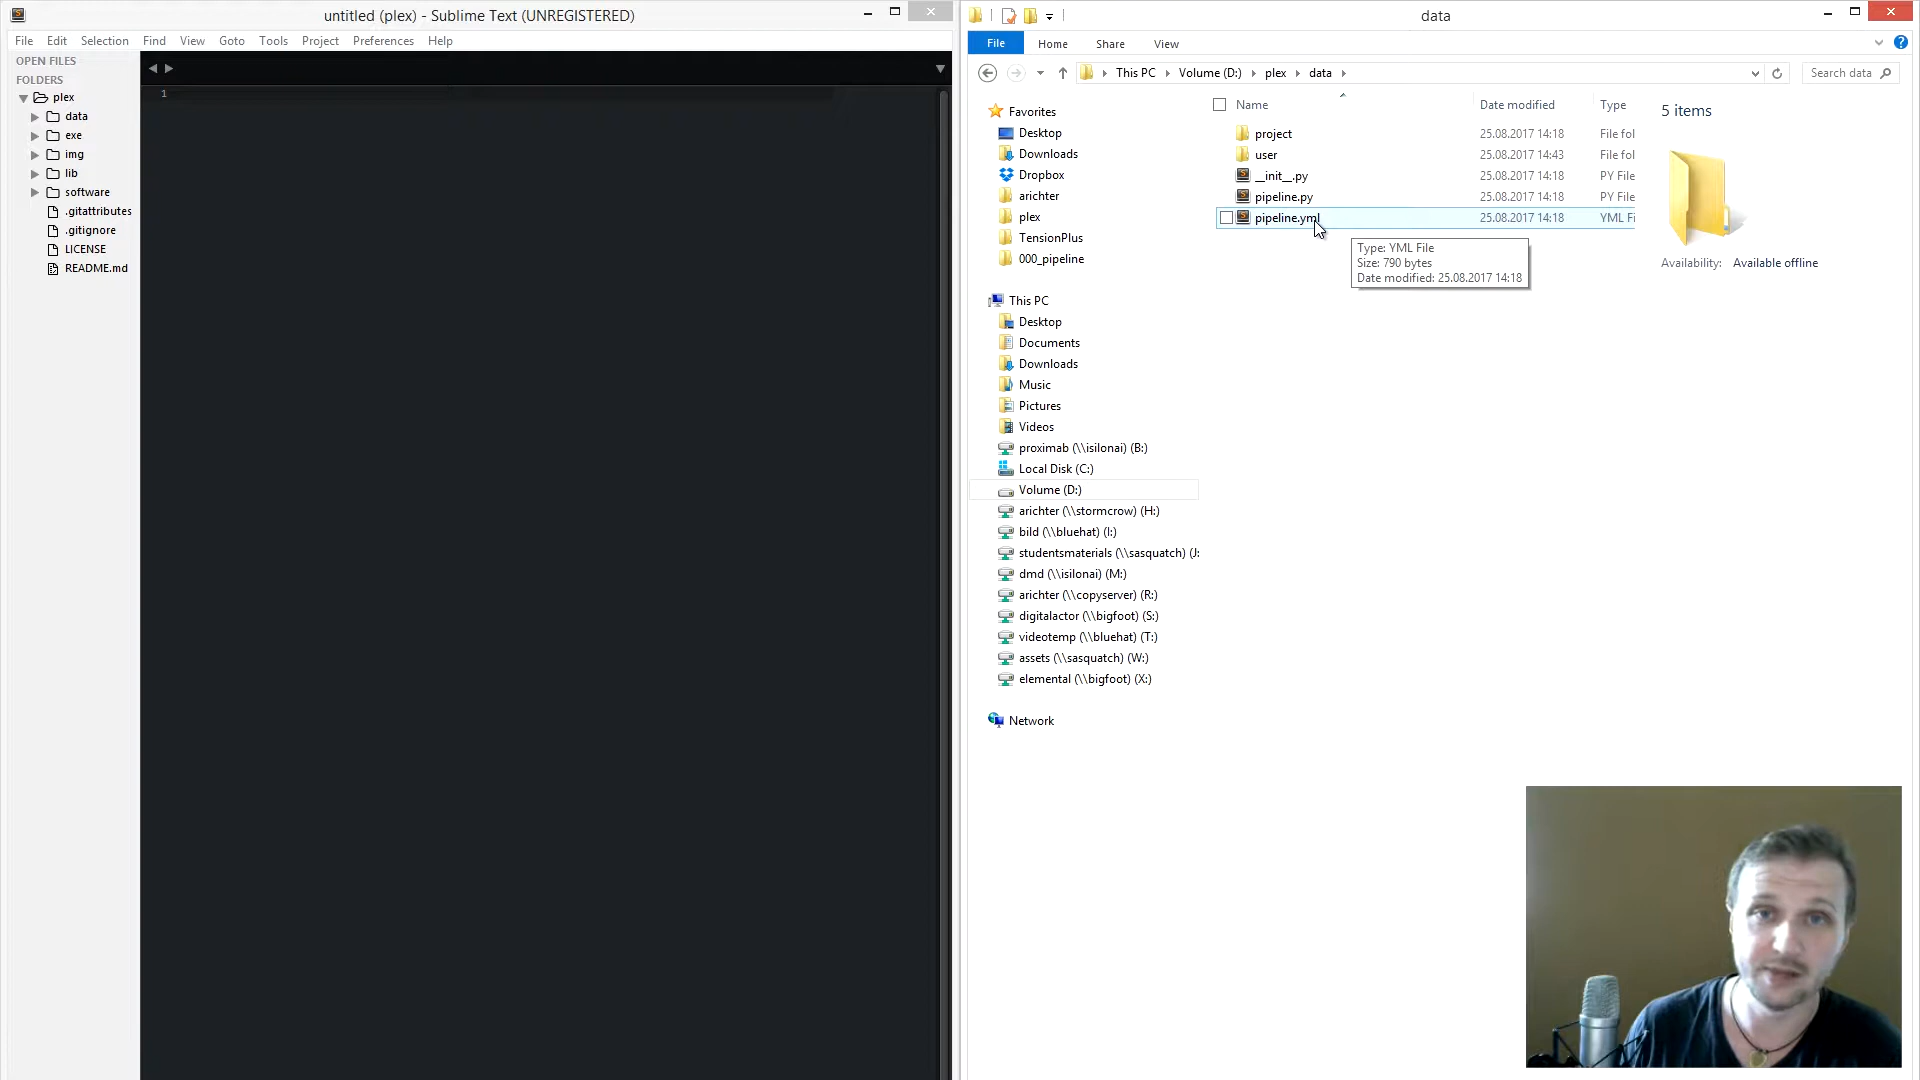 untitled (plex) - Sublime Text (UNREGISTERED)
File Edit Selection Find View Goto Tools Project Preferences Help
OPEN FILES
FOLDERS
plex
data
exe
img
lib
software
.gitattributes
.gitignore
LICENSE
README.md
1
data
File Home Share View
This PC Volume (D:) plex data
Search data
Favorites
Desktop
Downloads
Dropbox
arichter
plex
TensionPlus
000_pipeline
This PC
Desktop
Documents
Downloads
Music
Pictures
Videos
proximab (\\isilonai) (B:)
Local Disk (C:)
Volume (D:)
arichter (\\stormcrow) (H:)
bild (\\bluehat) (I:)
studentsmaterials (\\sasquatch) (J:
dmd (\\isilonai) (M:)
arichter (\\copyserver) (R:)
digitalactor (\\bigfoot) (S:)
videotemp (\\bluehat) (T:)
assets (\\sasquatch) (W:)
elemental (\\bigfoot) (X:)
Network
Name Date modified Type
project 25.08.2017 14:18 File fol
user 25.08.2017 14:43 File fol
__init__.py 25.08.2017 14:18 PY File
pipeline.py 25.08.2017 14:18 PY File
pipeline.yml 25.08.2017 14:18 YML Fi
Type: YML File
Size: 790 bytes
Date modified: 25.08.2017 14:18
5 items
Availability: Available offline